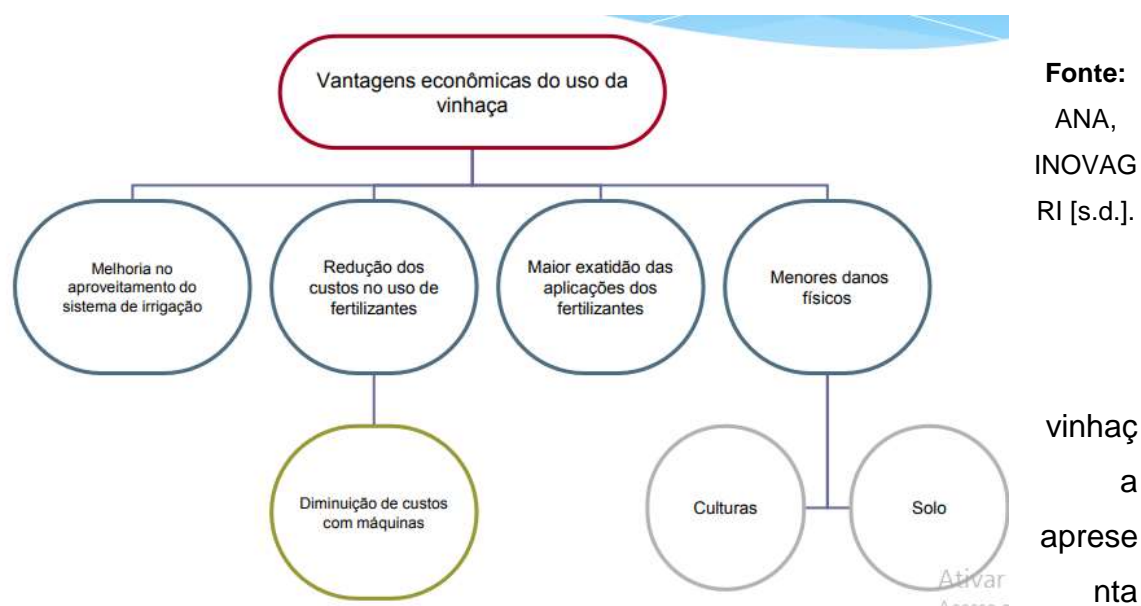 Vantagens econômicas do uso da
vinhaça
Melhoria no
aproveitamento do
sistema de irrigação
Redução dos
custos no uso de
fertilizantes
Maior exatidão das
aplicações dos
fertilizantes
Menores danos
físicos
Diminuição de custos
com máquinas
Culturas
Solo
Ativar
Fonte:
ANA,
INOVAG
RI [s.d.].
vinhaç
a
aprese
nta